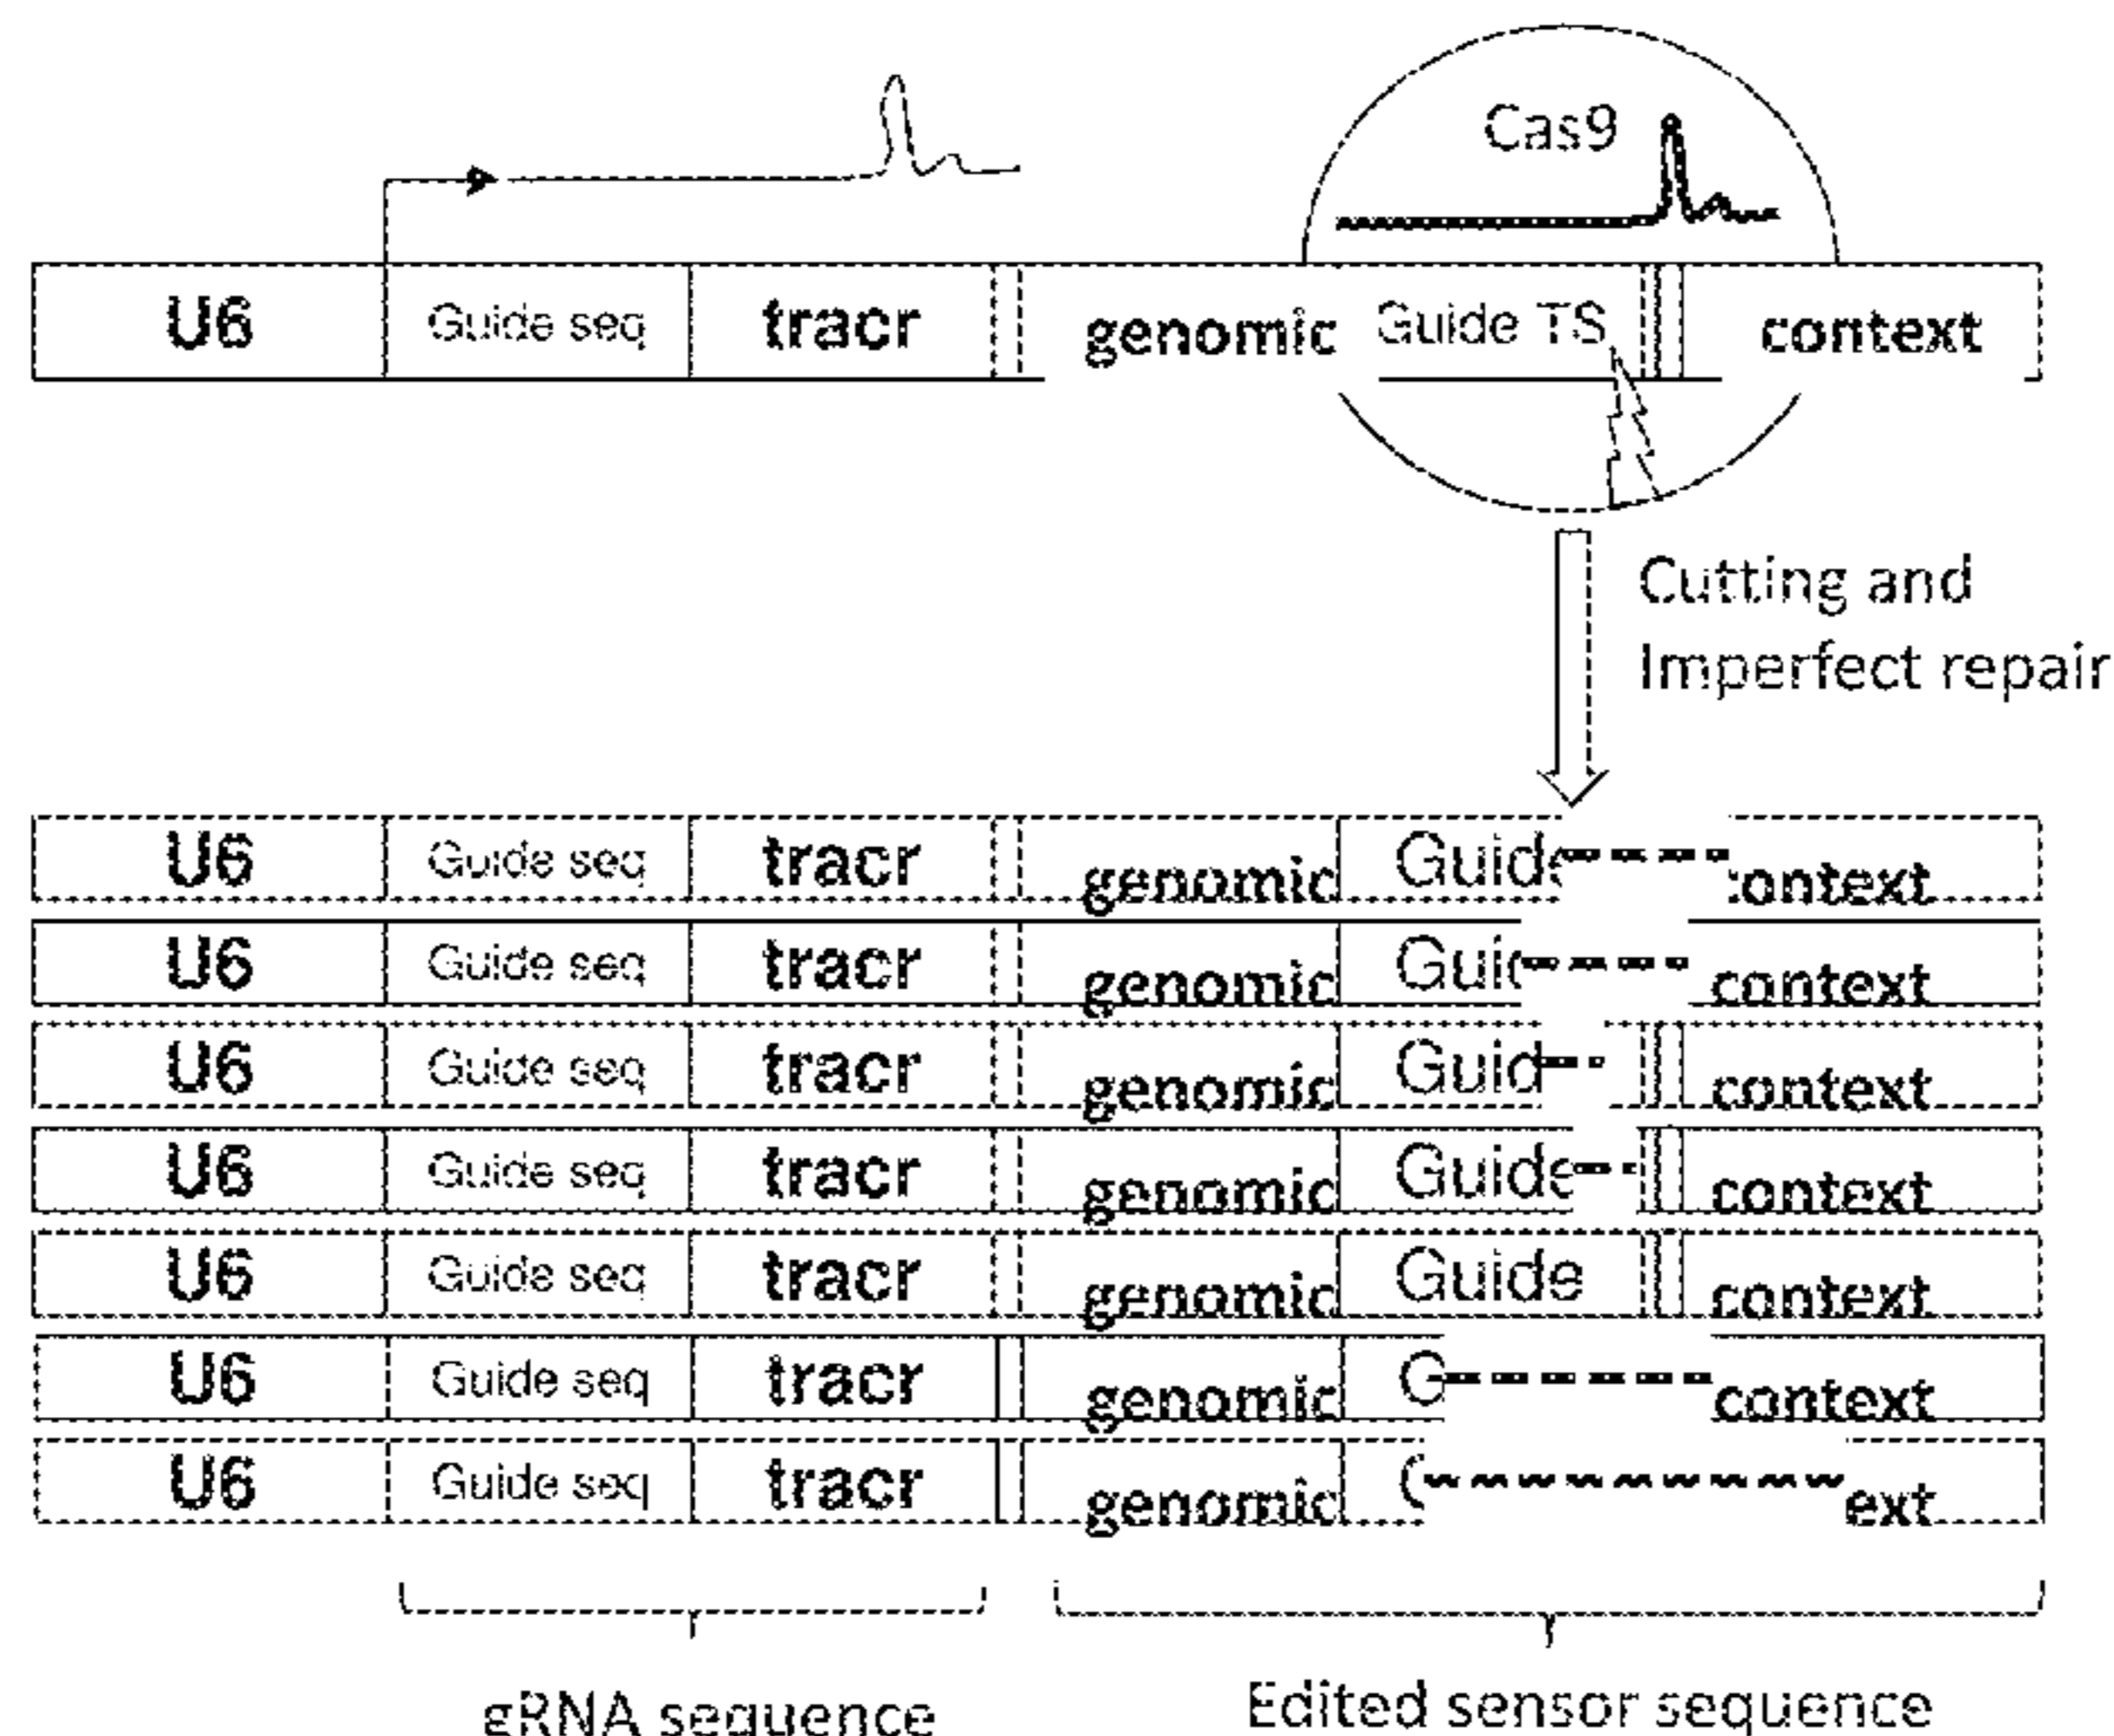 Cas9
U6 Guide seq tracr genomic Guide TS context
Cutting and
Imperfect repair
U6 Guide seq tracr genomic Guide context
U6 Guide seq tracr genomic Guid context
U6 Guide seq tracr genomic Guid context
U6 Guide seq tracr genomic Guide context
U6 Guide seq tracr genomic Guide context
U6 Guide seq tracr genomic G context
U6 Guide seq tracr genomic ext
gRNA sequence Edited sensor sequence